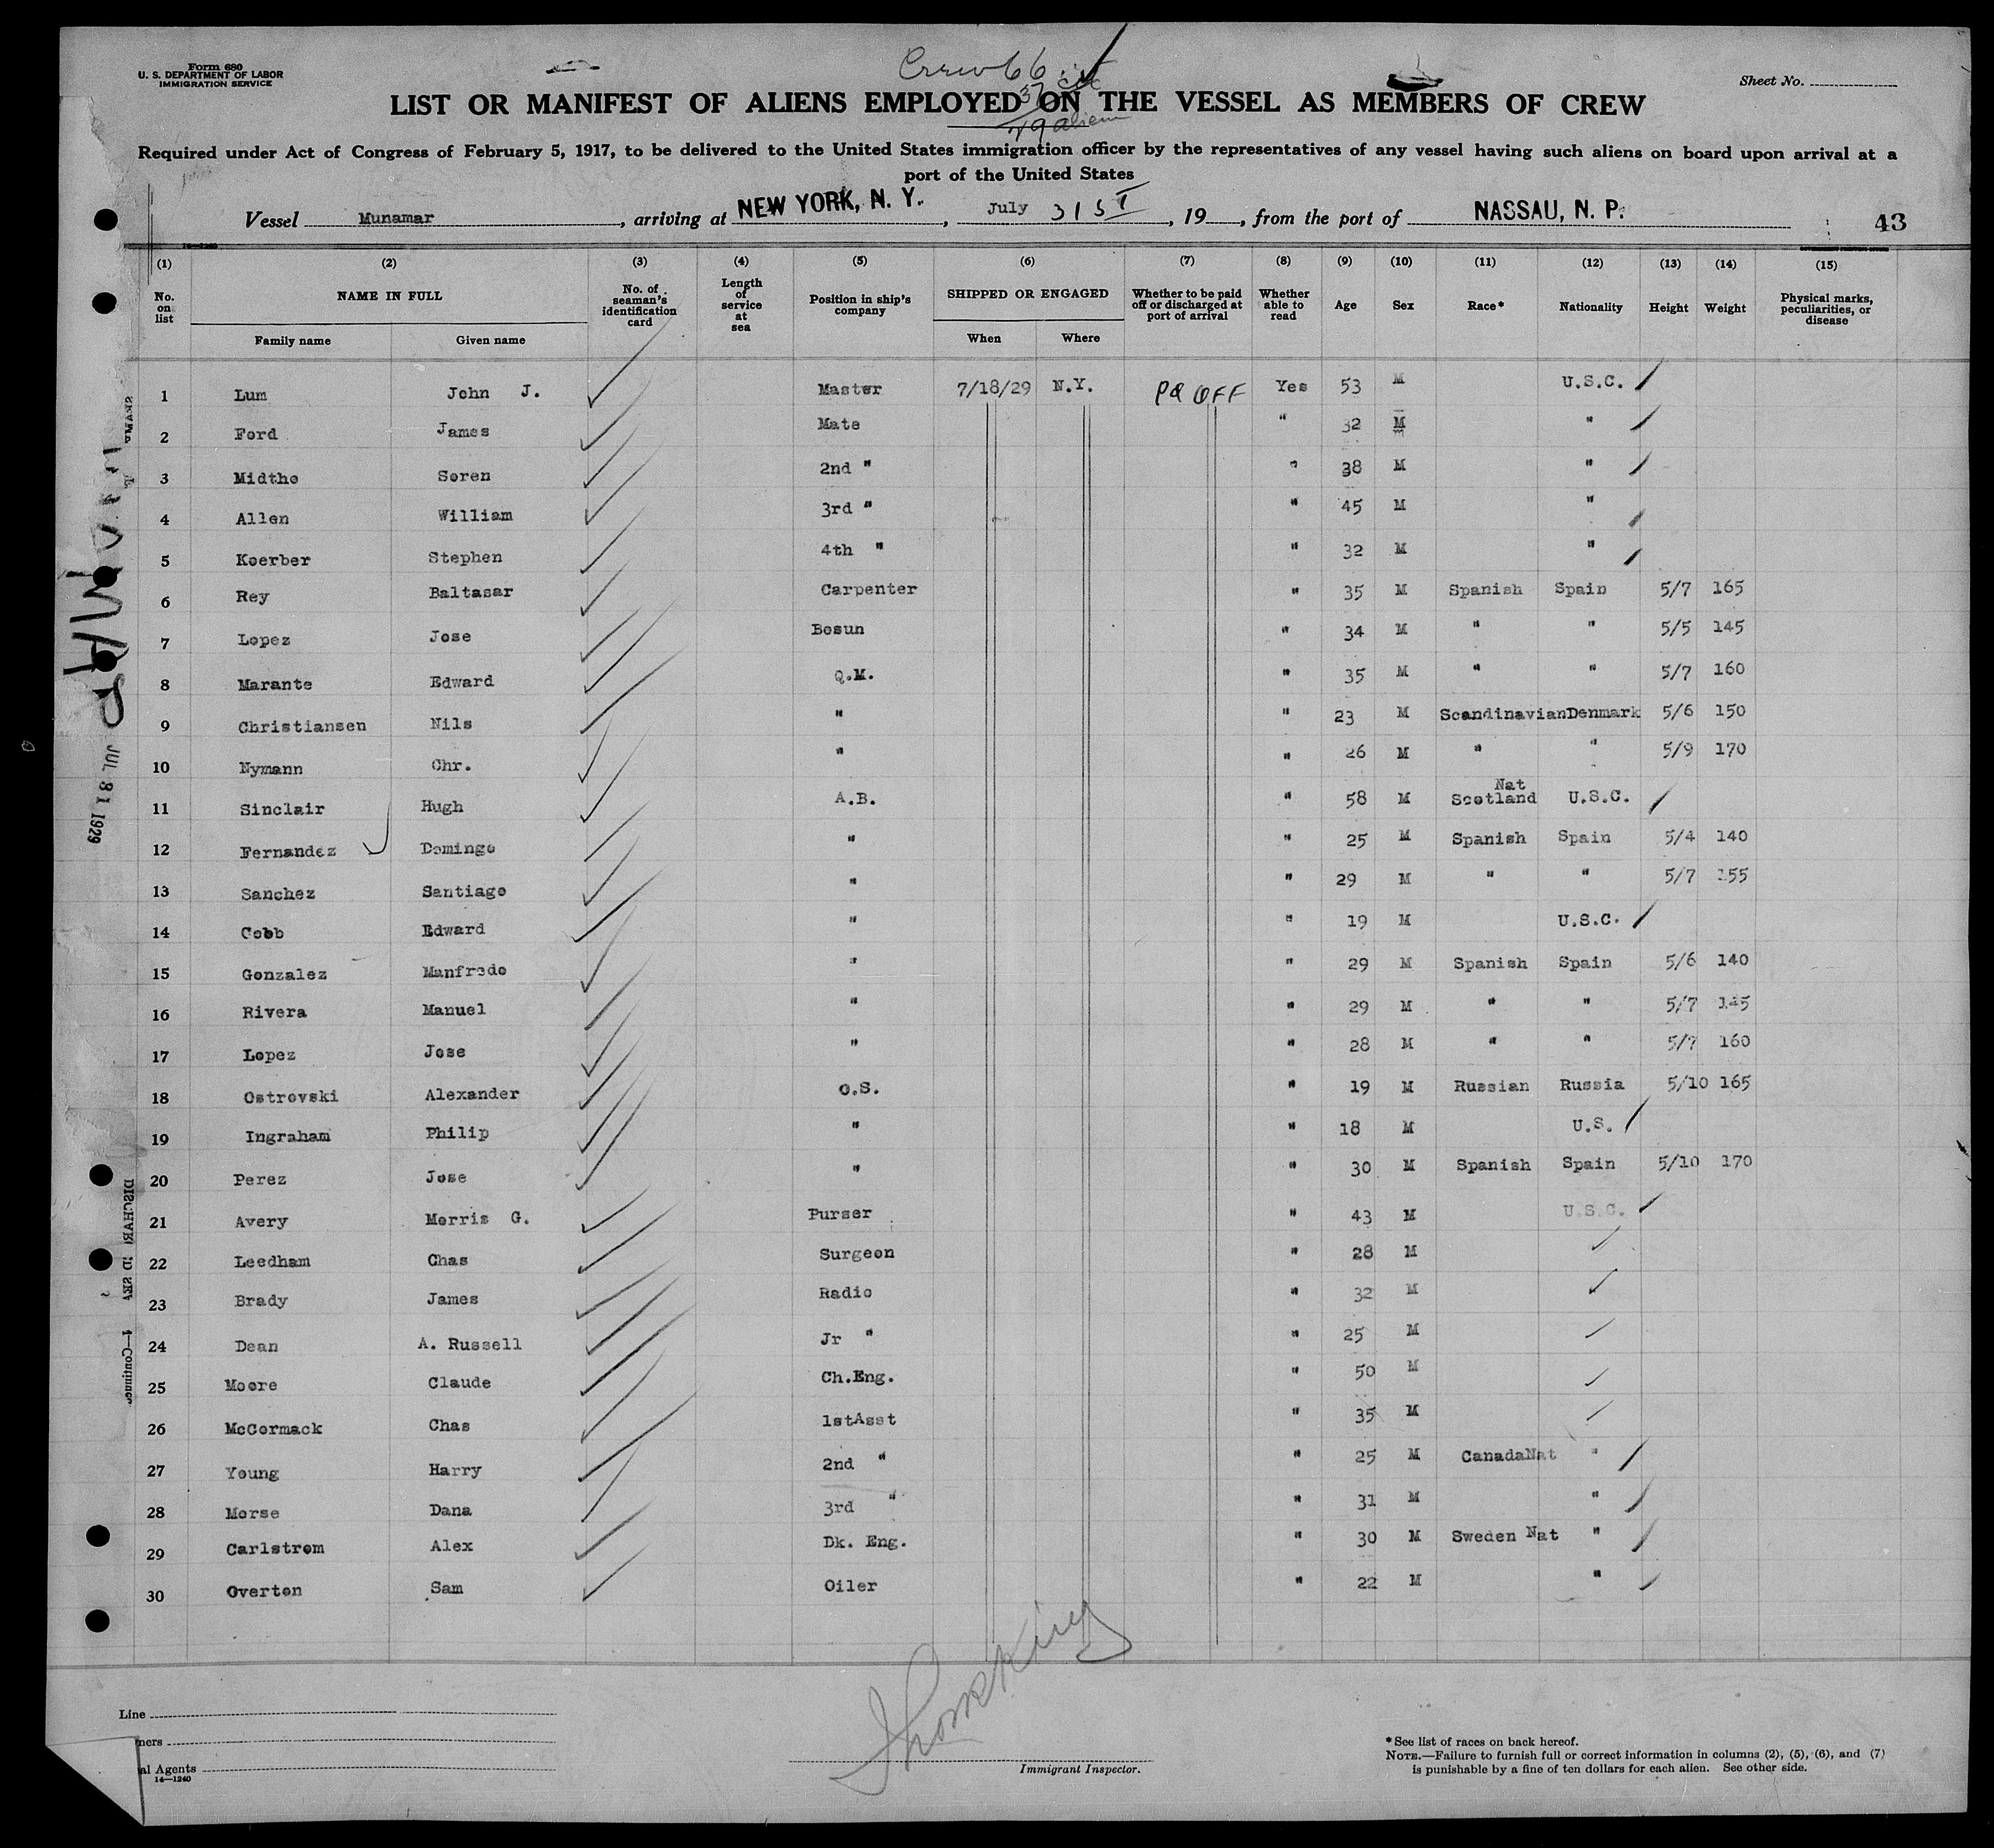 Form 680
U. S. DEPARTMENT OF LABOR
IMMIGRATION SERVICE
Crew 66
37
29 aliens
Sheet No.
LIST OR MANIFEST OF ALIENS EMPLOYED ON THE VESSEL AS MEMBERS OF CREW
Required under Act of Congress of February 5, 1917, to be delivered to the United States immigration officer by the representatives of any vessel having such aliens on board upon arrival at a
port of the United States
Vessel Munamar, arriving at NEW YORK, N. Y., July 31ST, 19, from the port of NASSAU, N. P. 43
14—1240
(1) (2) (3) (4) (5) (6) (7) (8) (9) (10) (11) (12) (13) (14) (15)
No. on list NAME IN FULL Family name Given name No. of seaman's identification card Length of service at sea Position in ship's company SHIPPED OR ENGAGED When Where Whether to be paid off or discharged at port of arrival Whether able to read Age Sex Race* Nationality Height Weight Physical marks, peculiarities, or disease
1 Lum John J. Master 7/18/29 N.Y. Pd OFF Yes 53 M U.S.C.
2 Ford James Mate " 32 M "
3 Midtho Soren 2nd " " 38 M "
4 Allen William 3rd " " 45 M "
5 Koerber Stephen 4th " " 32 M "
6 Rey Baltasar Carpenter " 35 M Spanish Spain 5/7 165
7 Lopez Jose Bosun " 34 M " " 5/5 145
8 Marante Edward Q.M. " 35 M " " 5/7 160
9 Christiansen Nils " " 23 M Scandinavian Denmark 5/6 150
10 Nymann Chr. " " 26 M " " 5/9 170
11 Sinclair Hugh A.B. " 58 M Nat Scotland U.S.C.
12 Fernandez Domingo " " 25 M Spanish Spain 5/4 140
13 Sanchez Santiago " " 29 M " " 5/7 155
14 Cobb Edward " " 19 M U.S.C.
15 Gonzalez Manfredo " " 29 M Spanish Spain 5/6 140
16 Rivera Manuel " " 29 M " " 5/7 145
17 Lopez Jose " " 28 M " " 5/7 160
18 Ostrovski Alexander O.S. " 19 M Russian Russia 5/10 165
19 Ingraham Philip " " 18 M U.S.
20 Perez Jose " " 30 M Spanish Spain 5/10 170
21 Avery Morris G. Purser " 43 M U.S.C.
22 Leedham Chas Surgeon " 28 M
23 Brady James Radio " 32 M
24 Dean A. Russell Jr " " 25 M
25 Moore Claude Ch.Eng. " 50 M
26 McCormack Chas 1stAsst " 35 M
27 Young Harry 2nd " " 25 M CanadaNat "
28 Morse Dana 3rd " " 31 M "
29 Carlstrom Alex Dk. Eng. " 30 M Sweden Nat "
30 Overton Sam Oiler " 22 M "
JUL 31 1929
Line
ners
al Agents
14—1240
Immigrant Inspector.
* See list of races on back hereof.
NOTE.—Failure to furnish full or correct information in columns (2), (5), (6), and (7)
is punishable by a fine of ten dollars for each alien. See other side.